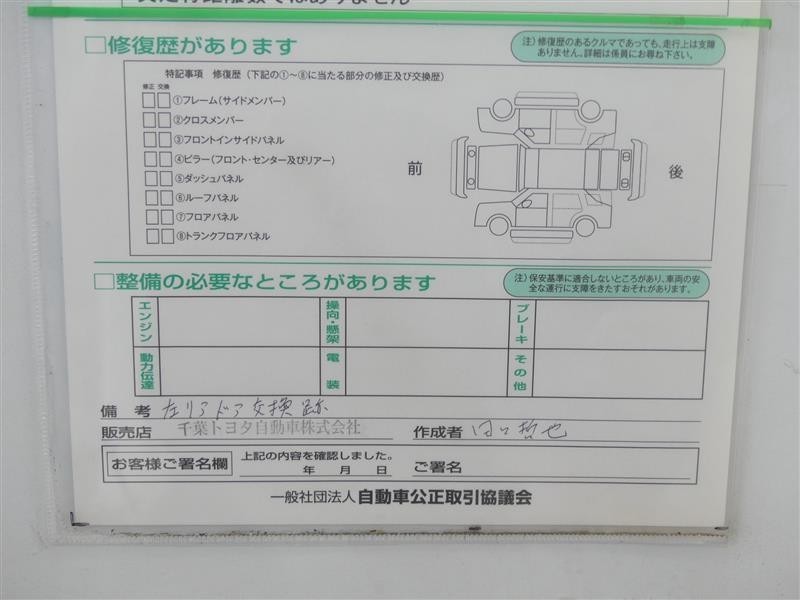 実走行距離数ではありません
□修復歴があります
注)修復歴のあるクルマであっても、走行上は支障
ありません。詳細は係員にお尋ね下さい。
特記事項 修復歴(下記の①~⑧に当たる部分の修正及び交換歴)
修正 交換
①フレーム(サイドメンバー)
②クロスメンバー
③フロントインサイドパネル
④ピラー(フロント・センター及びリアー)
⑤ダッシュパネル
⑥ルーフパネル
⑦フロアパネル
⑧トランクフロアパネル
前
後
□整備の必要なところがあります
注)保安基準に適合しないところがあり、車両の安
全な運行に支障をきたすおそれがあります。
エンジン
操向・懸架
ブレーキ
動力伝達
電装
その他
備考 左リアドア交換跡
販売店 千葉トヨタ自動車株式会社 作成者 哲也
お客様ご署名欄
上記の内容を確認しました。
年 月 日 ご署名
一般社団法人 自動車公正取引協議会